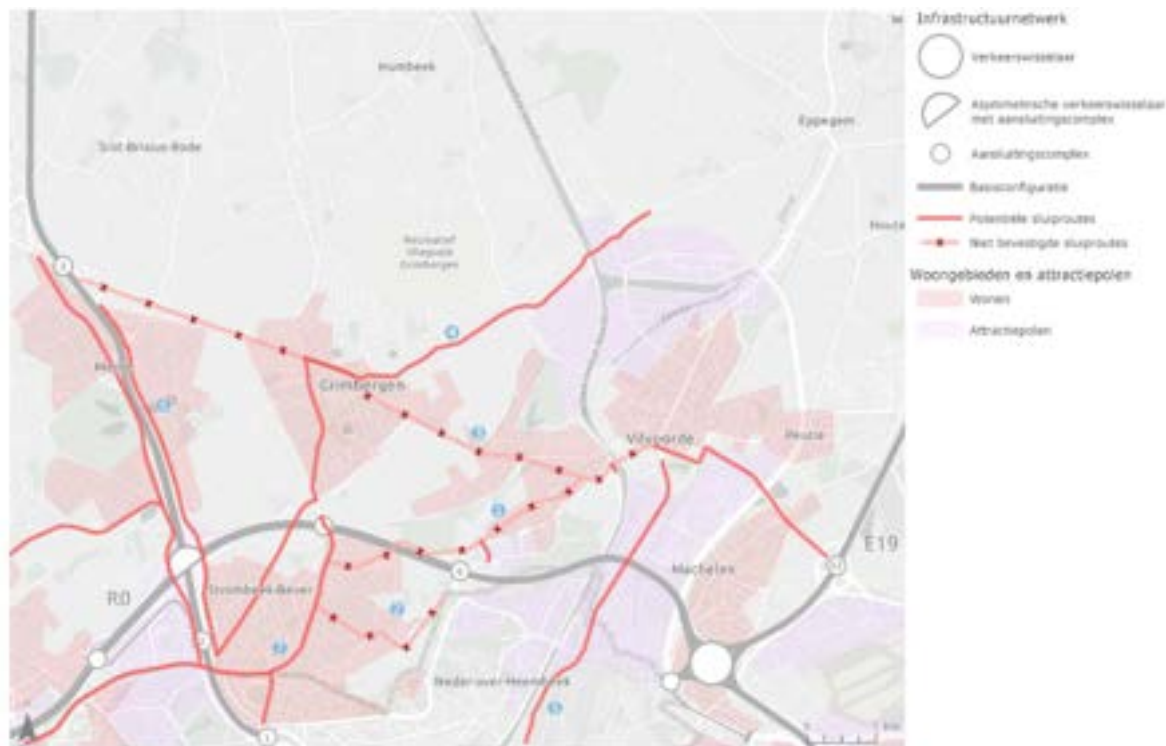 Infrastructuurnetwerk
Verkeerswisselaar
Asymmetrische verkeerswisselaar
met aansluitingscomplex
Aansluitingscomplex
Basisconfiguratie
Potentiële sluiproutes
Niet bevestigde sluiproutes
Woongebieden en attractiepolen
Wonen
Attractiepolen
Humbeek
Eppegem
Sint-Brixius-Rode
Grimbergen
Grimbergen
Vilvoorde
Peutie
E19
Machelen
R0
Strombeek-Bever
Neder-over-Heembeek